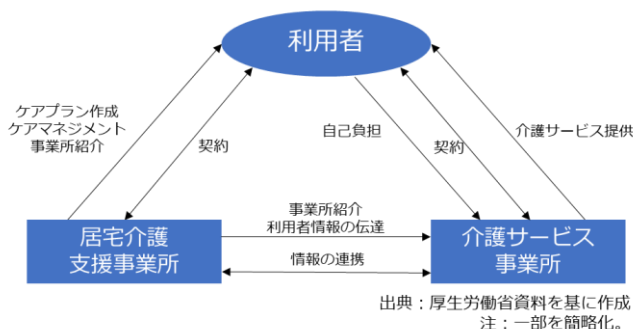 利用者
ケアプラン作成
ケアマネジメント
事業所紹介
契約
自己負担
契約
介護サービス提供
事業所紹介
利用者情報の伝達
情報の連携
居宅介護
支援事業所
介護サービス
事業所
出典：厚生労働省資料を基に作成
注：一部を簡略化。